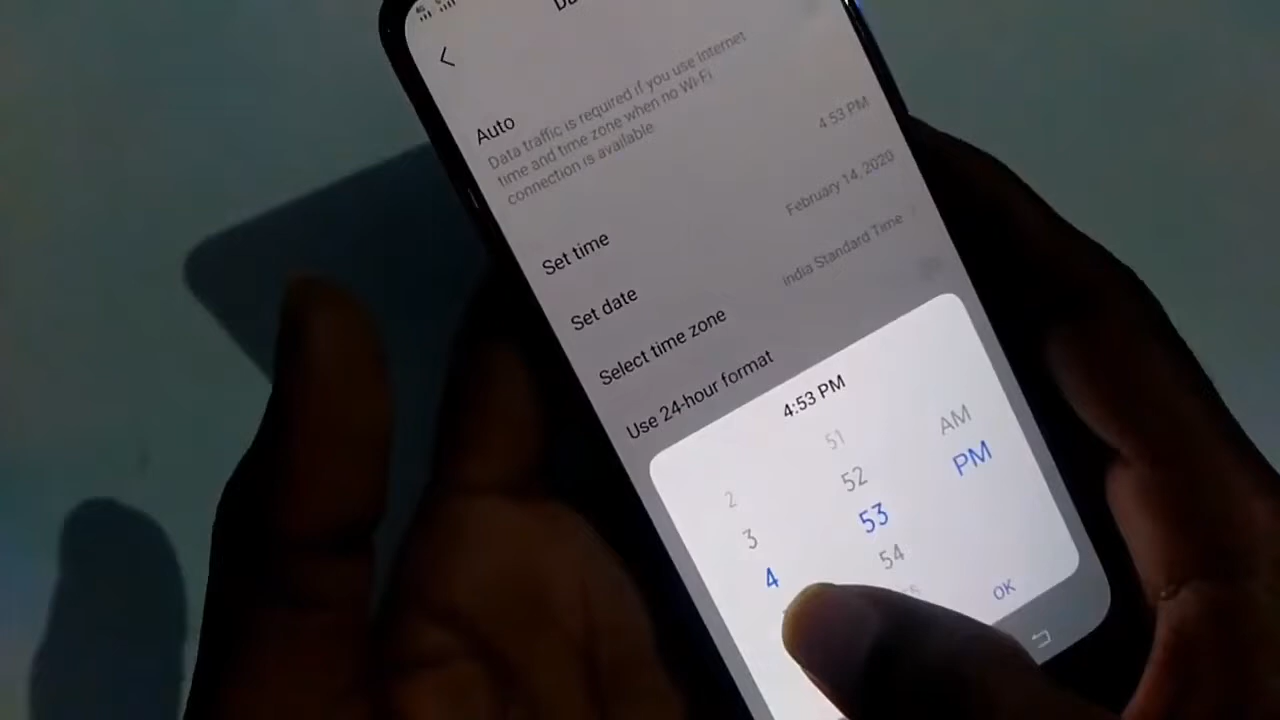 Auto
Data traffic is required if you use Internet
time and time zone when no Wi-Fi
connection is available
Set time 4:53 PM
Set date February 14, 2020
Select time zone India Standard Time
Use 24-hour format
4:53 PM
51
2 52 AM
3 53 PM
4 54
OK